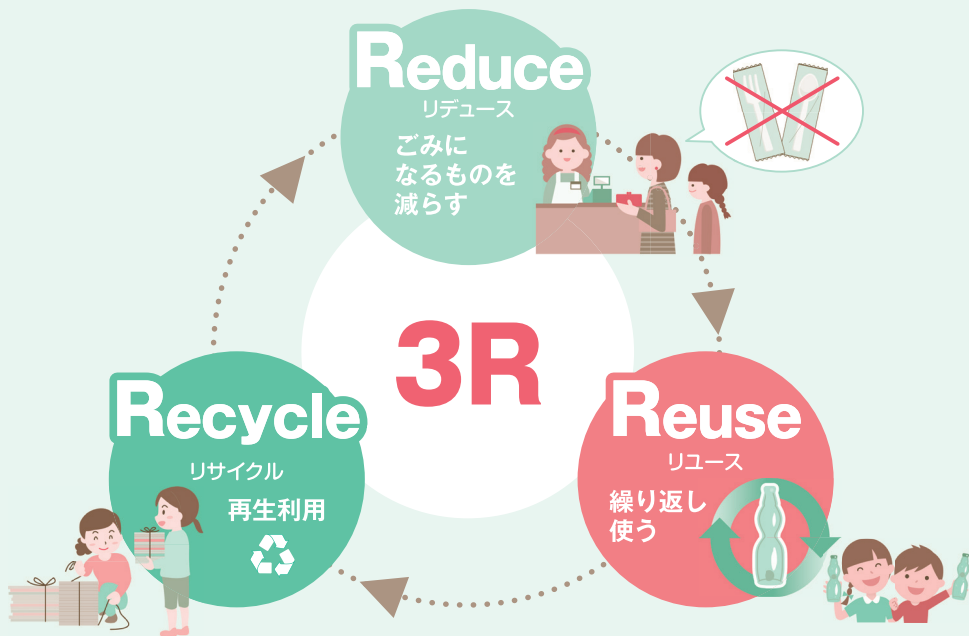 Reduce
リデュース
ごみに
なるものを
減らす
3R
Recycle
リサイクル
再生利用
Reuse
リユース
繰り返し
使う